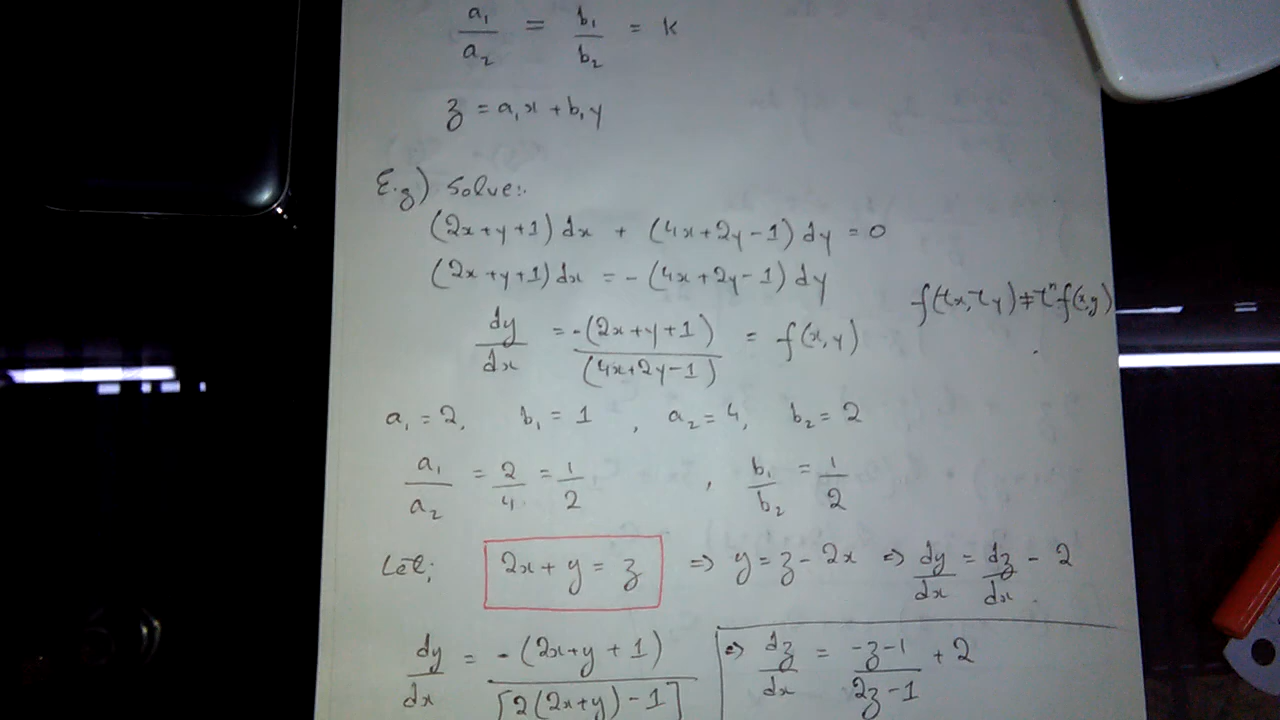 a₁/a₂ = b₁/b₂ = k
z = a₁x + b₁y
E.g) Solve:.
(2x+y+1) dx + (4x+2y-1) dy = 0
(2x+y+1) dx = -(4x+2y-1) dy
f(tx,ty) ≠ tⁿf(x,y)
dy/dx = -(2x+y+1)/(4x+2y-1) = f(x,y)
a₁ = 2, b₁ = 1, a₂ = 4, b₂ = 2
a₁/a₂ = 2/4 = 1/2, b₁/b₂ = 1/2
Let; 2x + y = z ⇒ y = z - 2x ⇒ dy/dx = dz/dx - 2
dy/dx = -(2x+y+1)/[2(2x+y)-1]
⇒ dz/dx = -z-1/2z-1 + 2